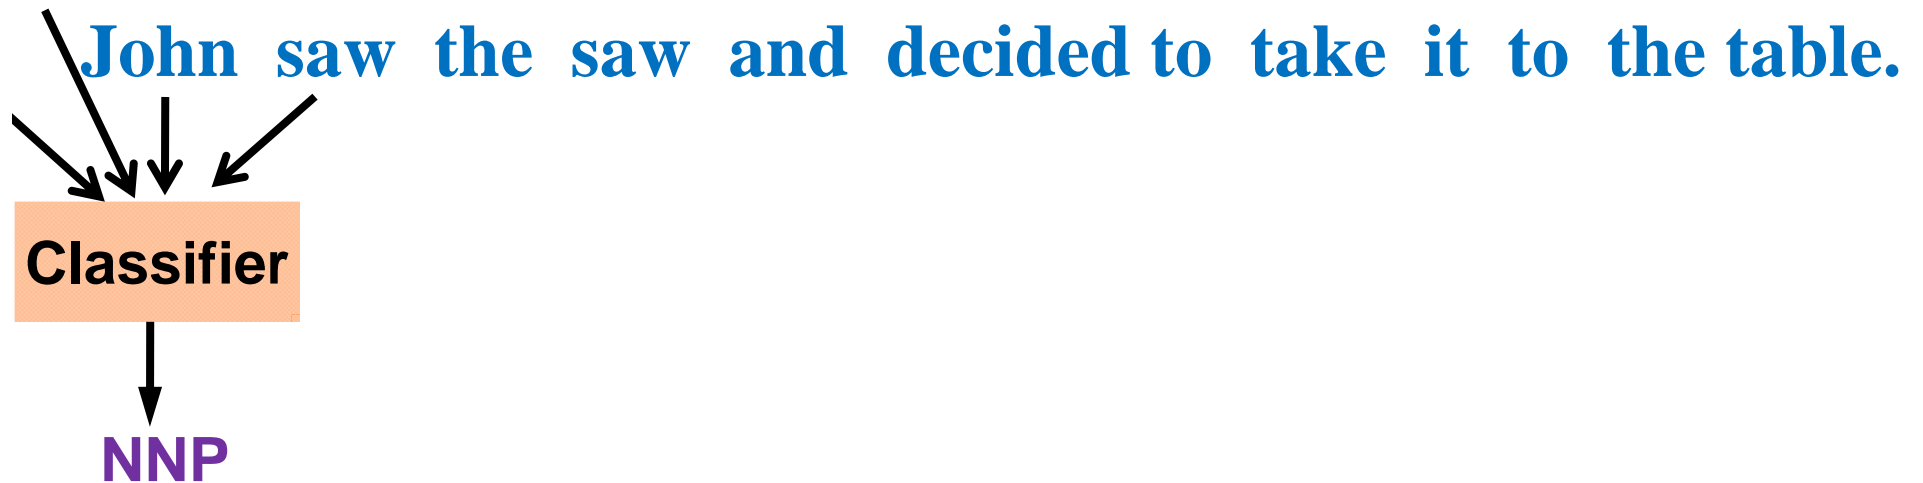 John saw the saw and decided to take it to the table.
Classifier
NNP